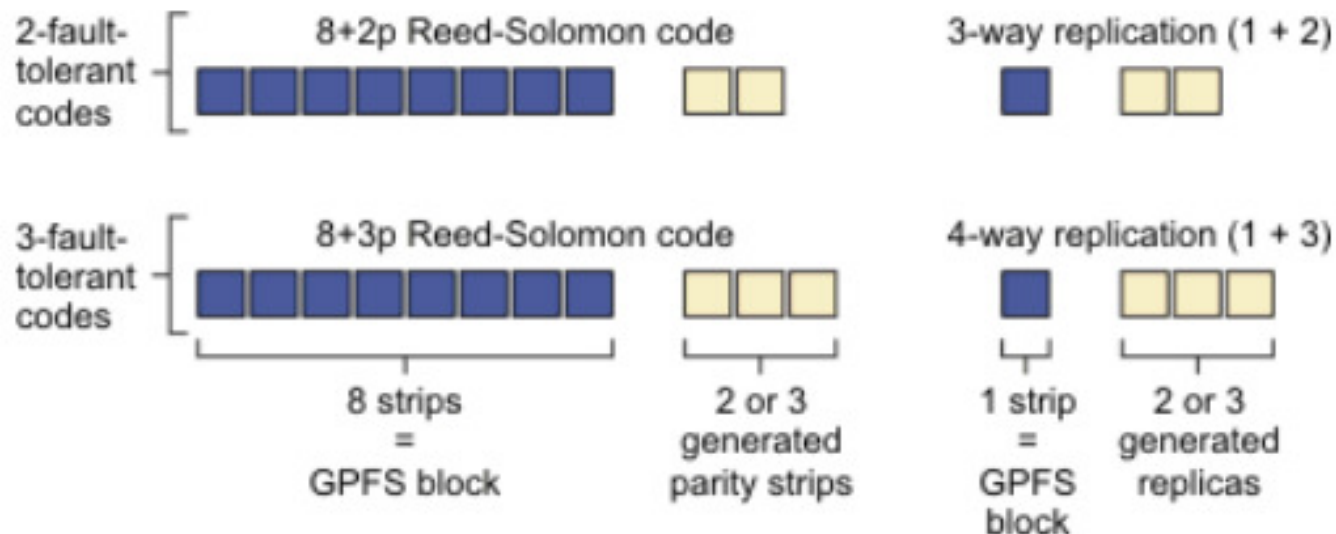 2-fault-
tolerant
codes
8+2p Reed-Solomon code
3-way replication (1 + 2)
3-fault-
tolerant
codes
8+3p Reed-Solomon code
4-way replication (1 + 3)
8 strips
=
GPFS block
2 or 3
generated
parity strips
1 strip
=
GPFS
block
2 or 3
generated
replicas